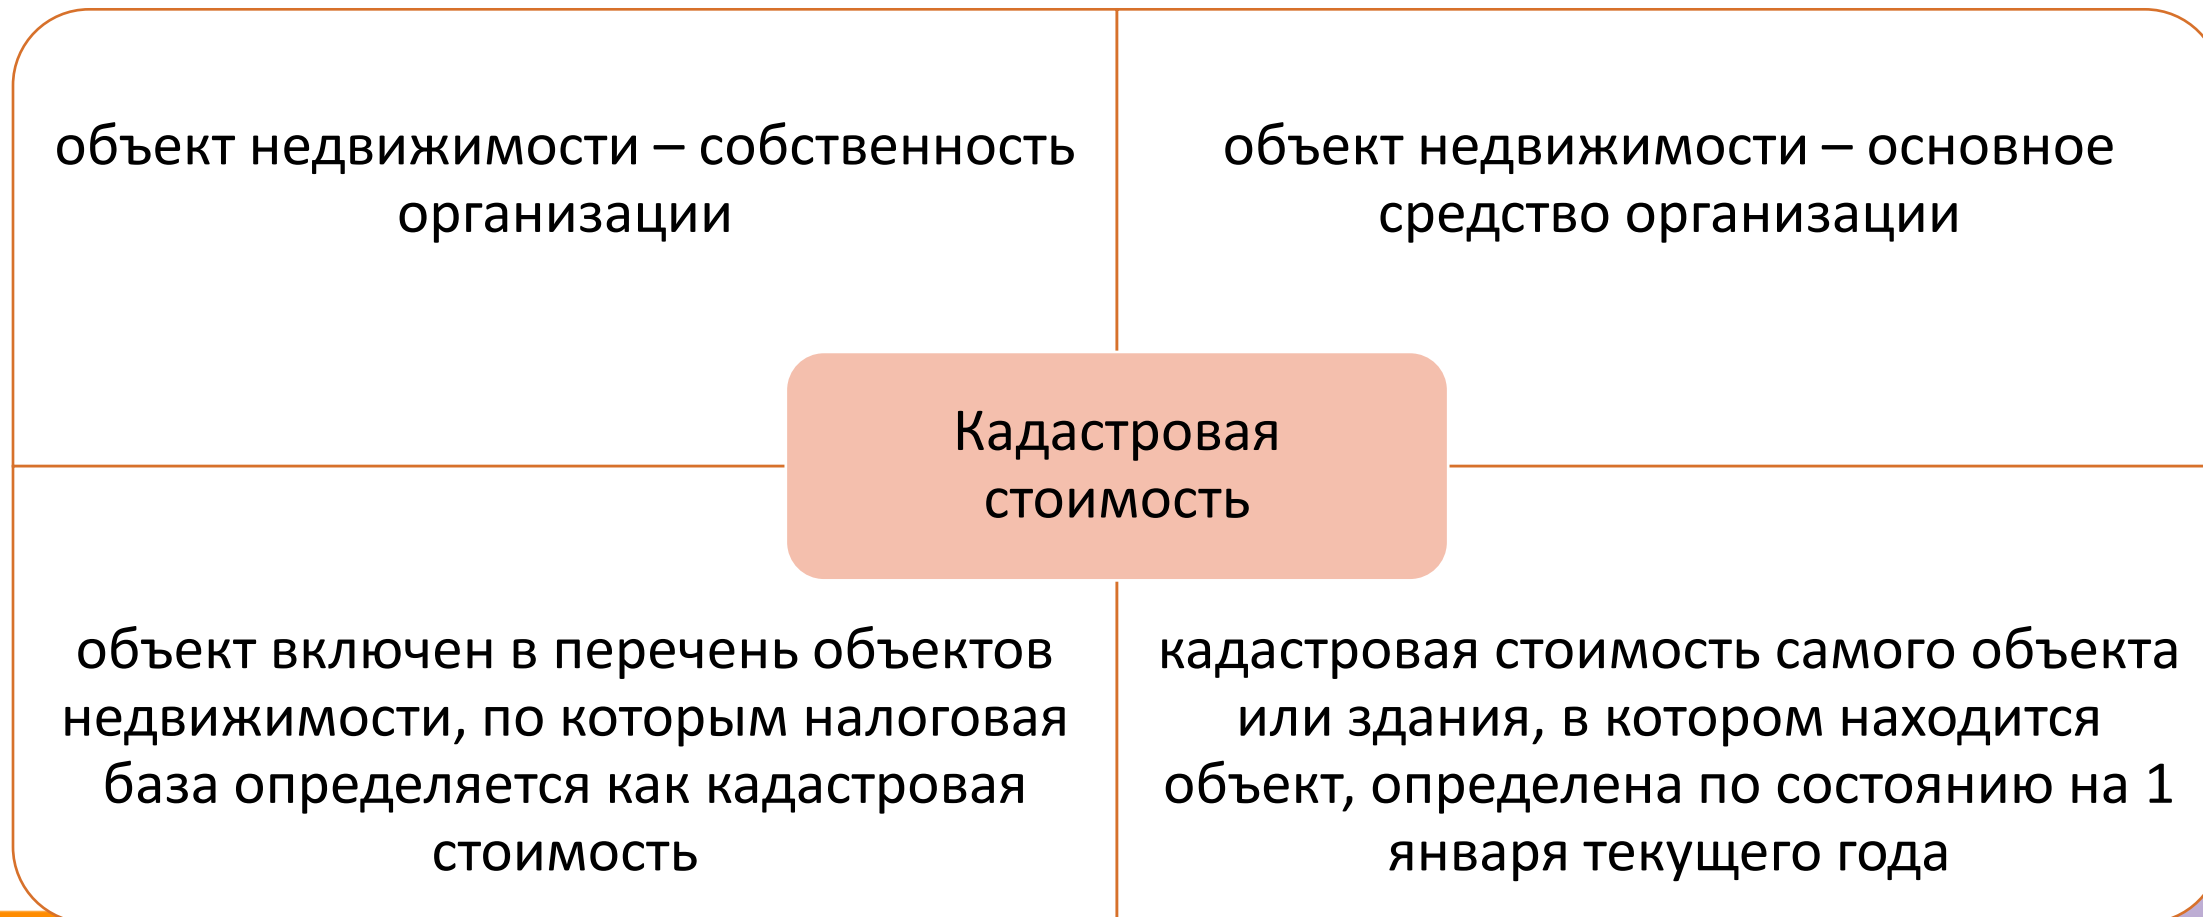 объект недвижимости – собственность
организации
объект недвижимости – основное
средство организации
Кадастровая
стоимость
объект включен в перечень объектов
недвижимости, по которым налоговая
база определяется как кадастровая
стоимость
кадастровая стоимость самого объекта
или здания, в котором находится
объект, определена по состоянию на 1
января текущего года